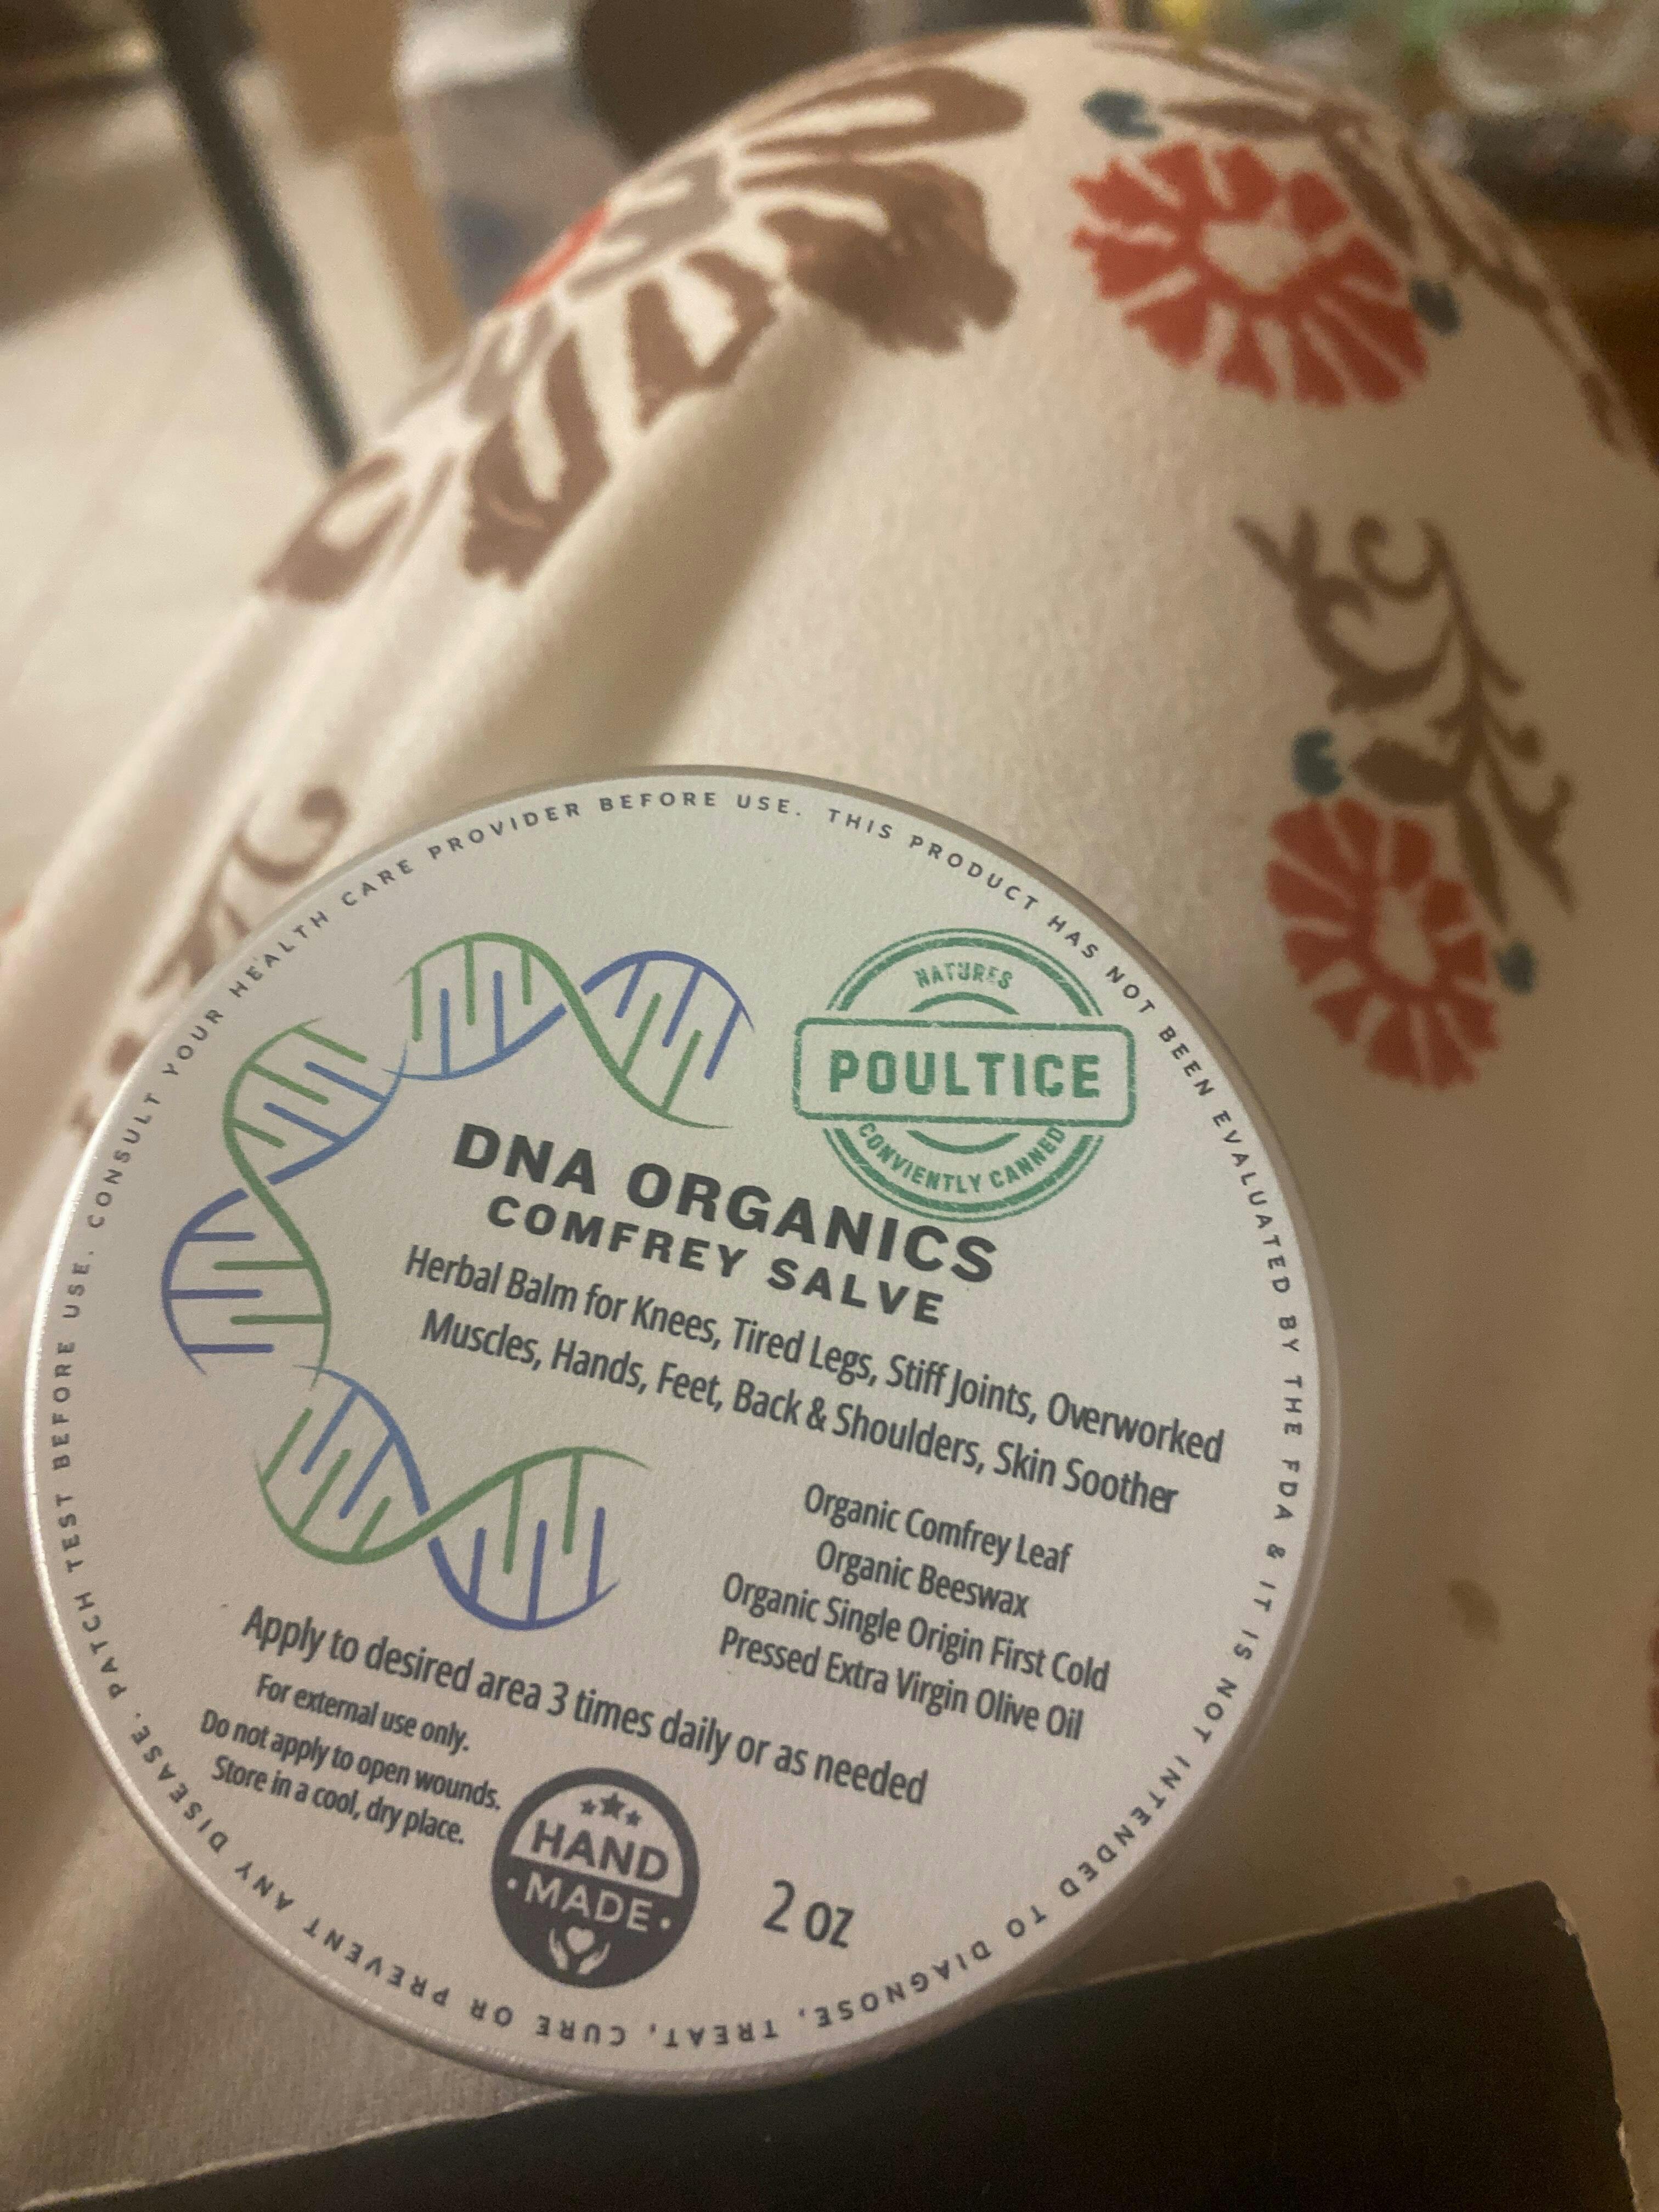 CONSULT YOUR HEALTH CARE PROVIDER BEFORE USE. THIS PRODUCT HAS NOT BEEN EVALUATED BY THE FDA & IT IS NOT INTENDED TO DIAGNOSE, TREAT, CURE OR PREVENT ANY DISEASE. PATCH TEST BEFORE USE.
NATURES
POULTICE
CONVIENTLY CANNED
DNA ORGANICS
COMFREY SALVE
Herbal Balm for Knees, Tired Legs, Stiff Joints, Overworked
Muscles, Hands, Feet, Back & Shoulders, Skin Soother
Organic Comfrey Leaf
Organic Beeswax
Organic Single Origin First Cold
Pressed Extra Virgin Olive Oil
Apply to desired area 3 times daily or as needed
For external use only.
Do not apply to open wounds.
Store in a cool, dry place.
HAND
MADE
2 oz